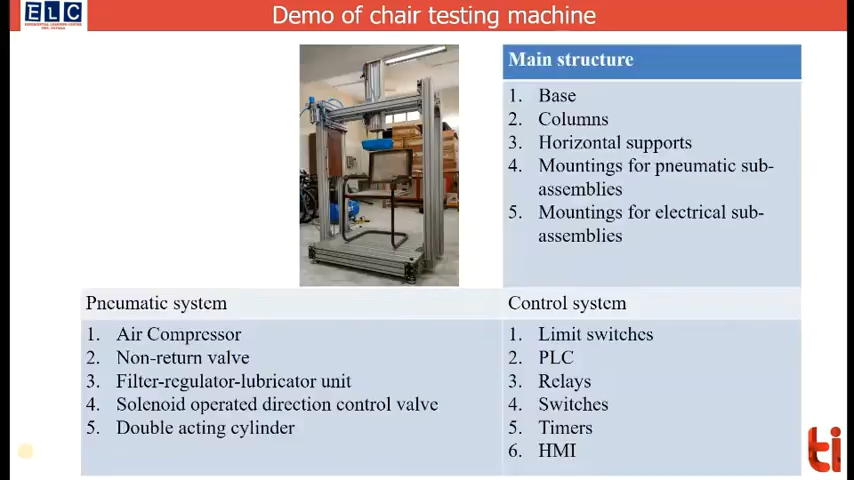 ELC
Demo of chair testing machine
Main structure
1. Base
2. Columns
3. Horizontal supports
4. Mountings for pneumatic sub-
assemblies
5. Mountings for electrical sub-
assemblies
Pneumatic system
1. Air Compressor
2. Non-return valve
3. Filter-regulator-lubricator unit
4. Solenoid operated direction control valve
5. Double acting cylinder
Control system
1. Limit switches
2. PLC
3. Relays
4. Switches
5. Timers
6. HMI
ti